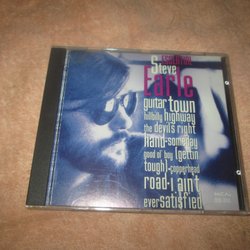 Essential
Steve
Earle
guitar town
hillbilly highway
the devil's right
hand·someday
good ol' boy (gettin'
tough)·copperhead
road·i ain't
ever satisfied